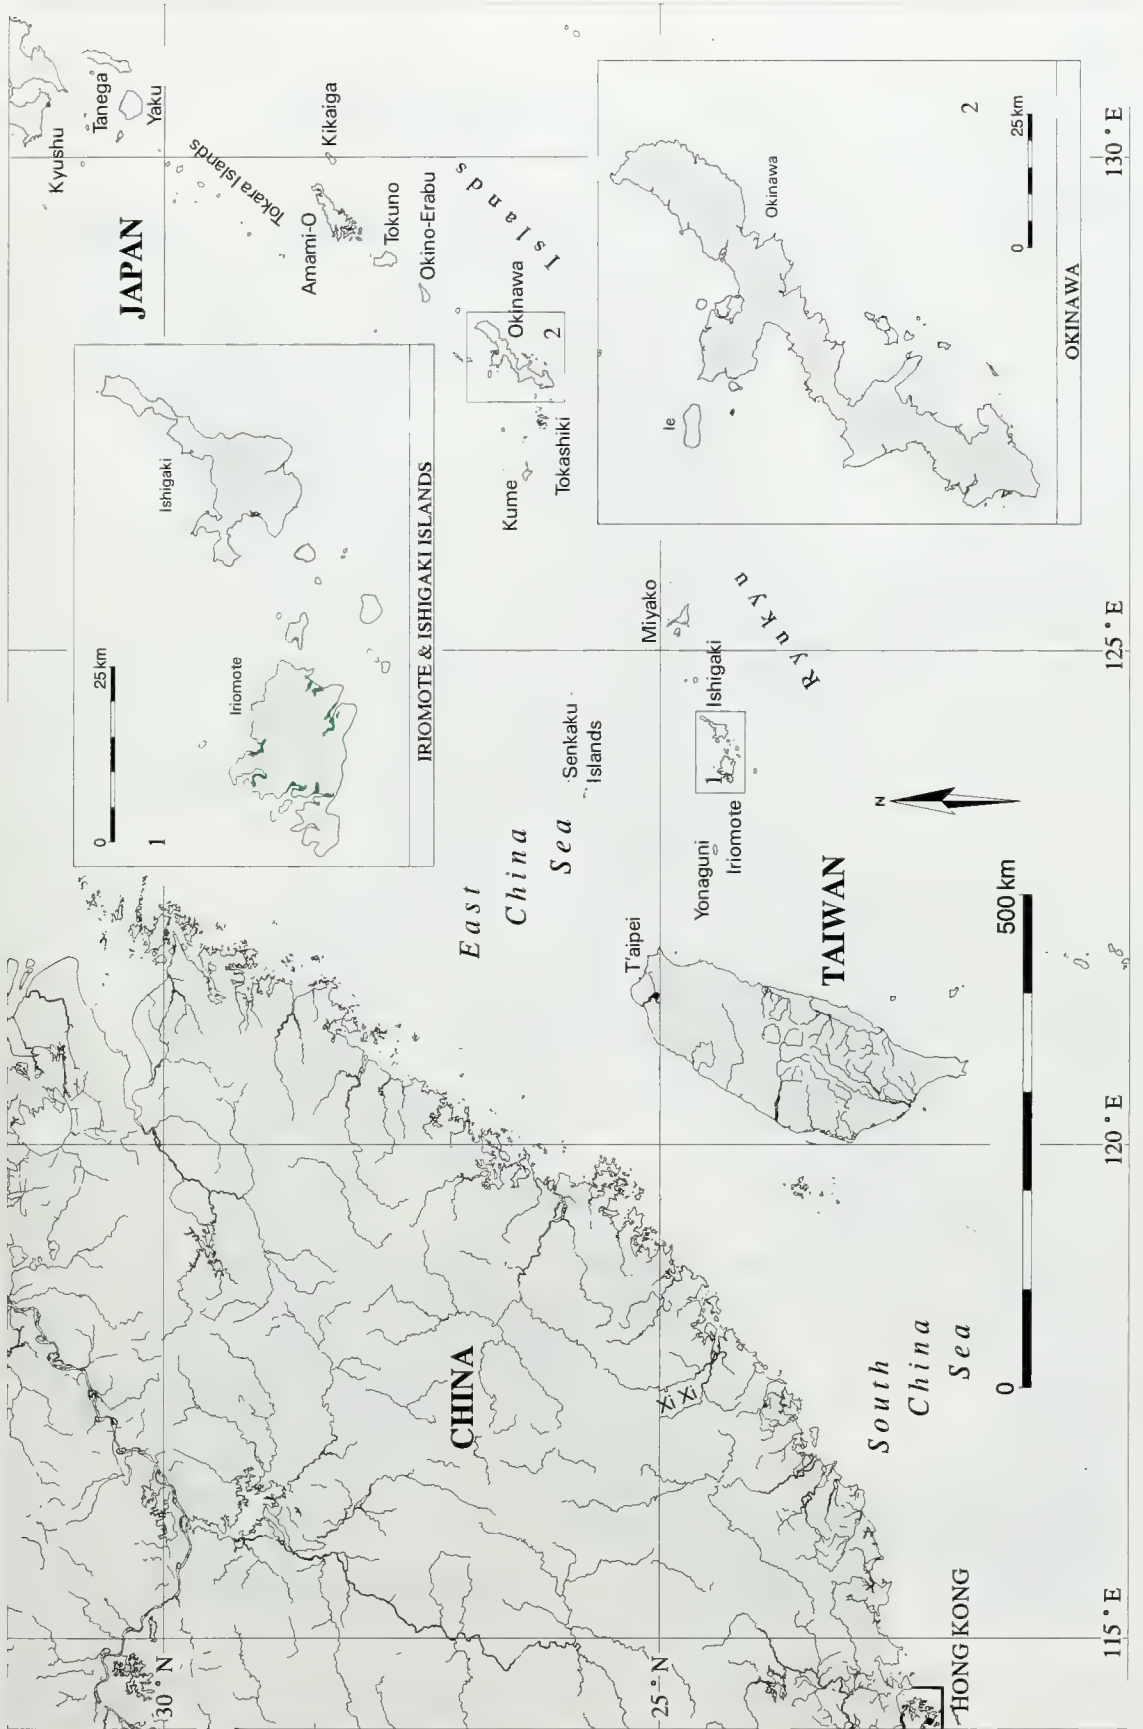 Kyushu
Tanega
Yaku
JAPAN
Tokara Islands
Amami-O
Kikaiga
Tokuno
Okino-Erabu
Okinawa
2
Kume
Tokashiki
Ryukyu Islands
Miyako
Ishigaki
1
Iriomote
Yonaguni
Senkaku
Islands
East
China
Sea
T'aipei
TAIWAN
N
CHINA
Xi Xi
South
China
Sea
HONG KONG
0 500 km
30° N
25° N
115° E
120° E
125° E
130° E
1
0 25 km
Iriomote
Ishigaki
IRIOMOTE & ISHIGAKI ISLANDS
2
0 25 km
Ie
Okinawa
OKINAWA